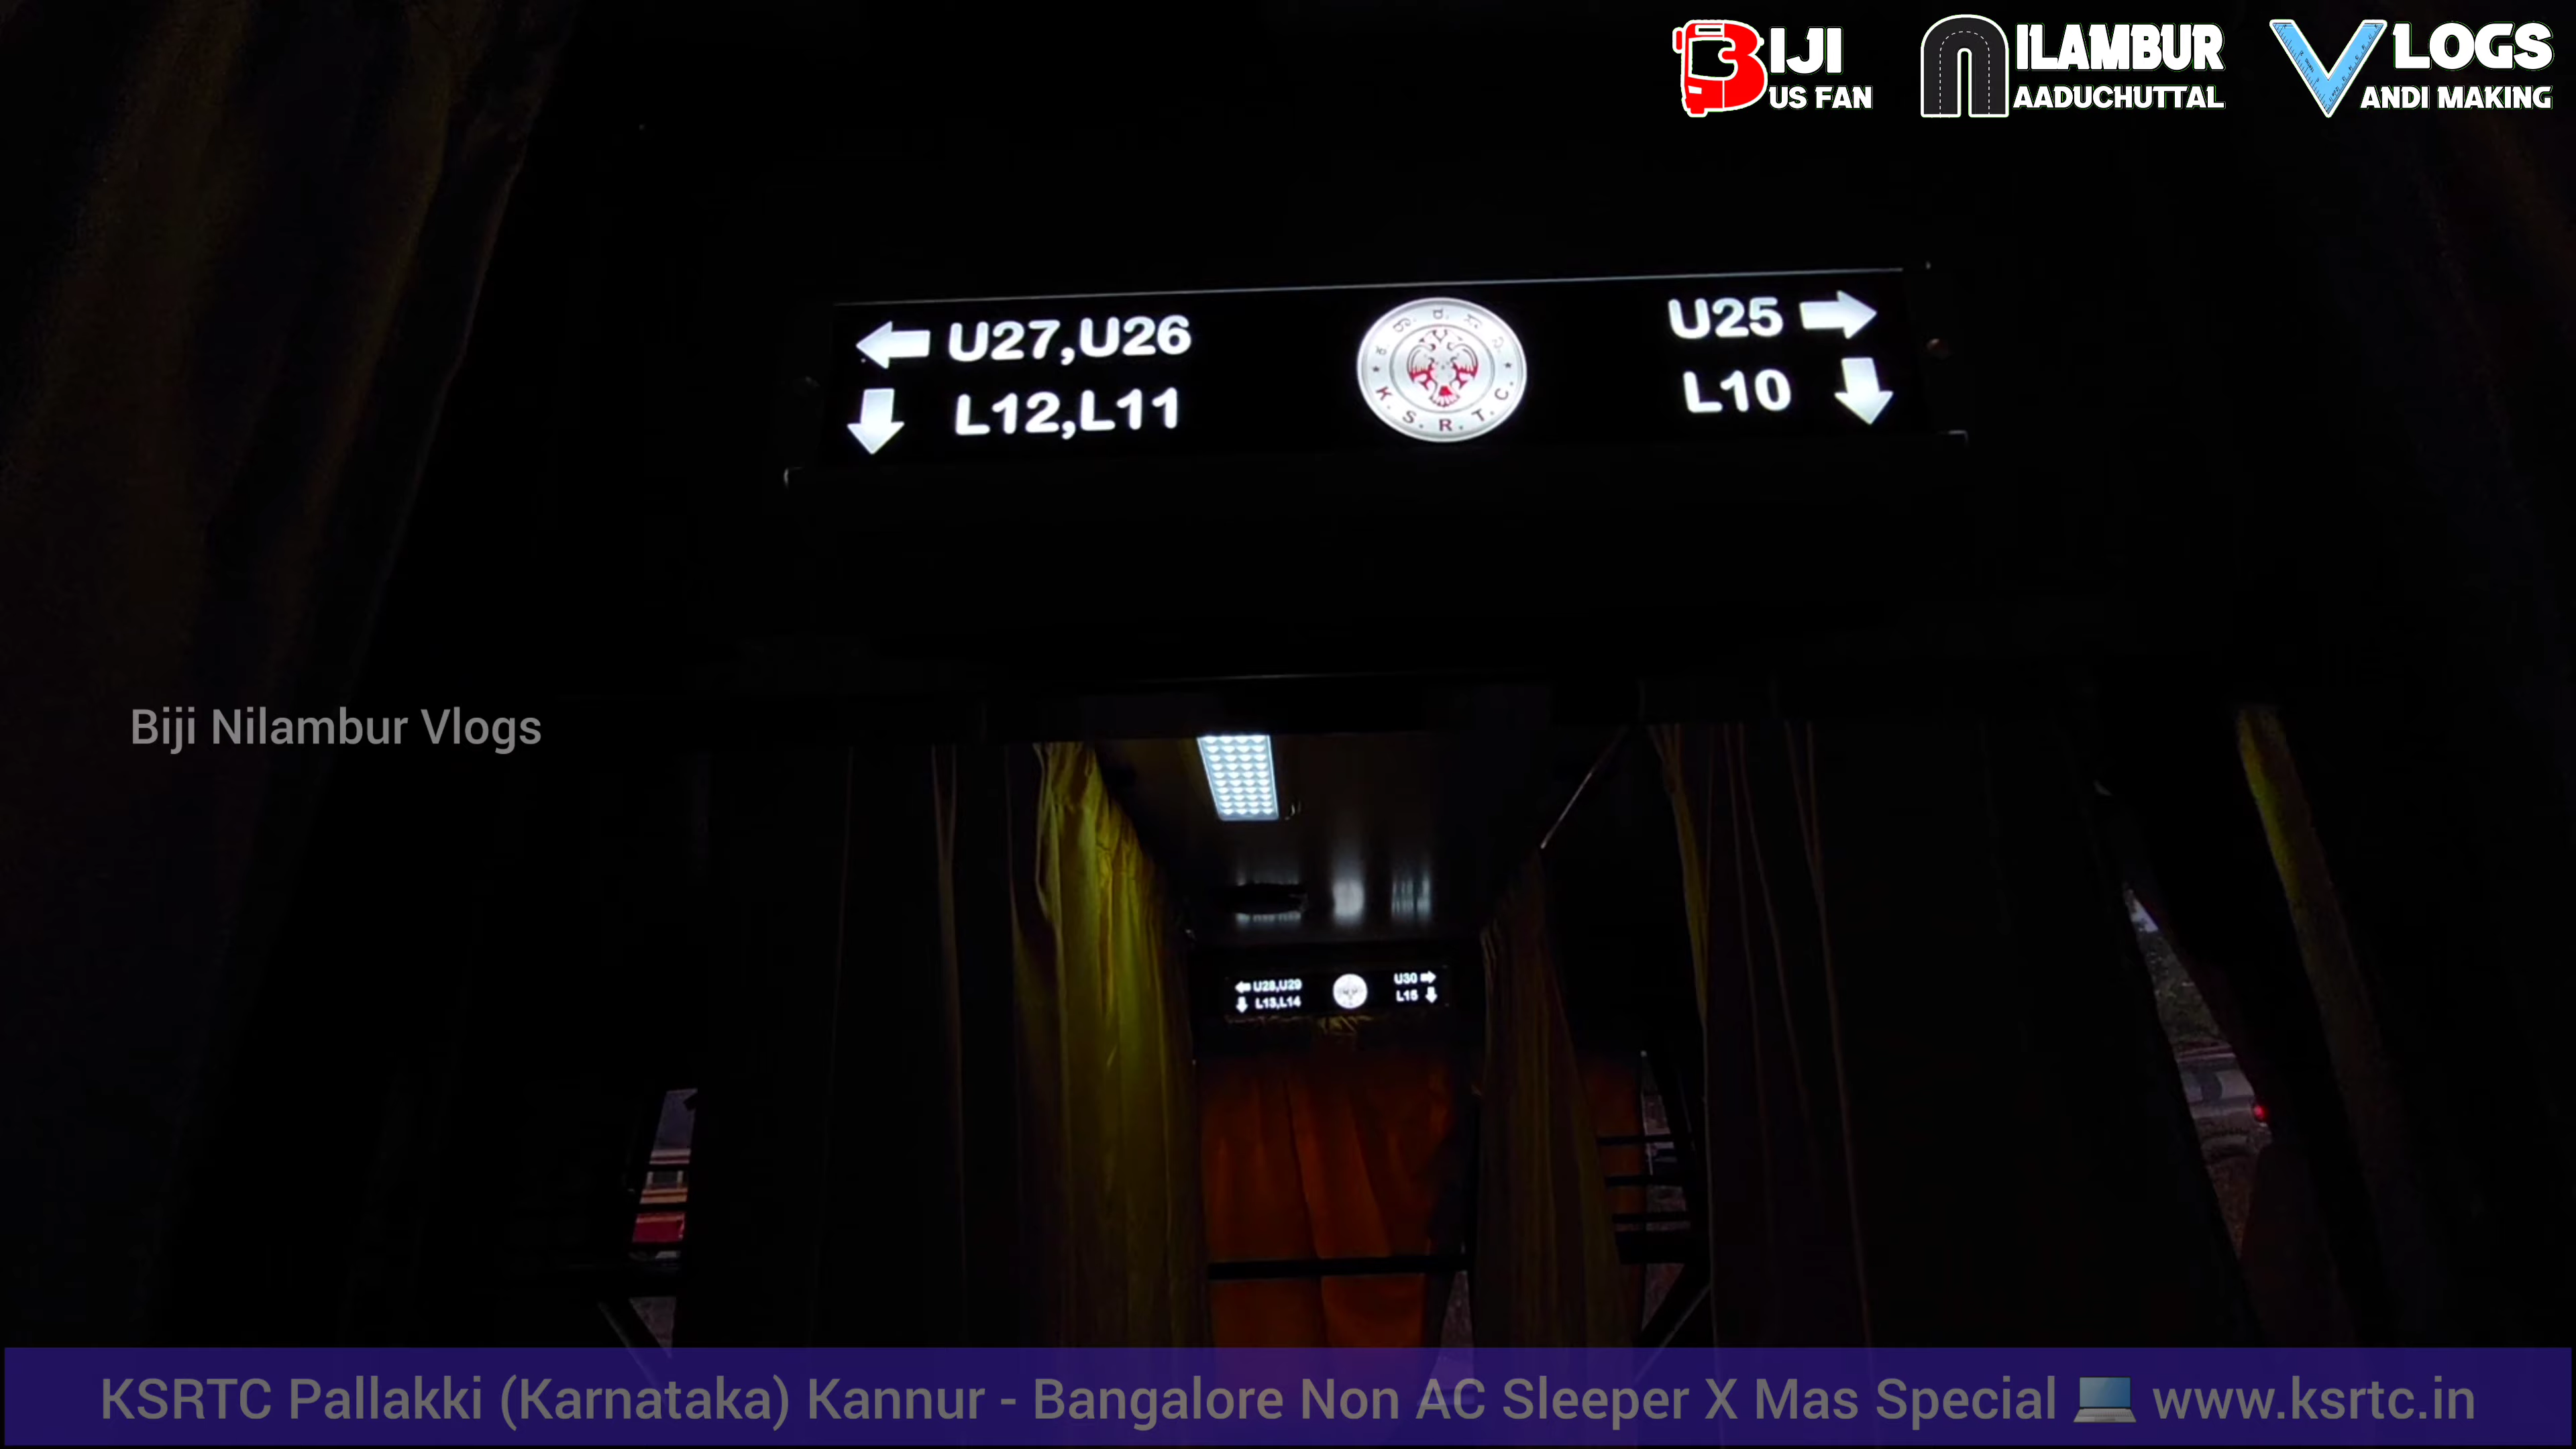 BIJI NILAMBUR VLOGS
BUS FAN NAADUCHUTTAL VANDI MAKING
← U27,U26
↓ L12,L11
K.S.R.T.C.
U25 →
L10 ↓
Biji Nilambur Vlogs
← U28,U29
↓ L13,L14
U30 →
L15 ↓
KSRTC Pallakki (Karnataka) Kannur - Bangalore Non AC Sleeper X Mas Special 💻 www.ksrtc.in